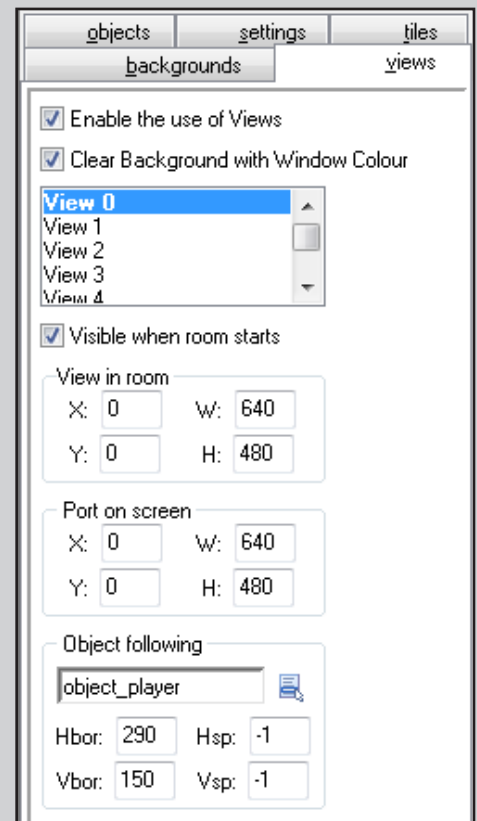 objects settings tiles
backgrounds views
Enable the use of Views
Clear Background with Window Colour
View 0
View 1
View 2
View 3
View 4
Visible when room starts
View in room
X: 0 W: 640
Y: 0 H: 480
Port on screen
X: 0 W: 640
Y: 0 H: 480
Object following
object_player
Hbor: 290 Hsp: -1
Vbor: 150 Vsp: -1